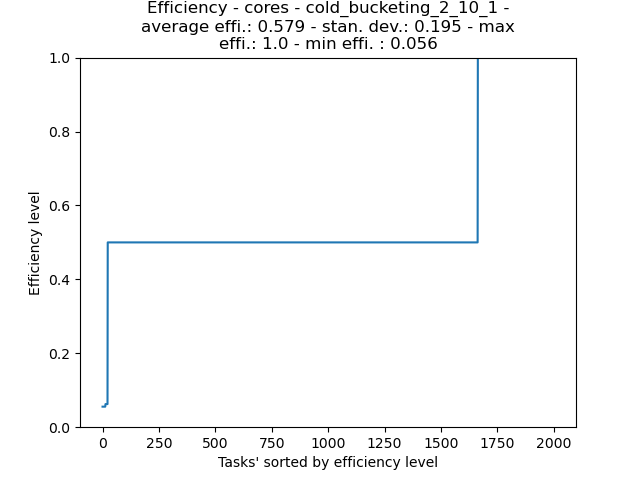 Efficiency - cores - cold_bucketing_2_10_1 -
average effi.: 0.579 - stan. dev.: 0.195 - max
effi.: 1.0 - min effi. : 0.056
1.0
0.8
0.6
0.4
0.2
0.0
Efficiency level
0 250 500 750 1000 1250 1500 1750 2000
Tasks' sorted by efficiency level